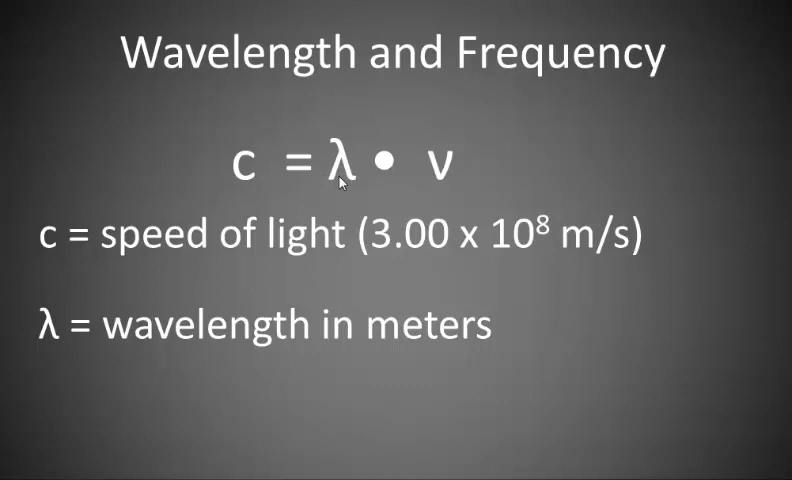 Wavelength and Frequency
c = λ • ν
c = speed of light (3.00 x 10⁸ m/s)
λ = wavelength in meters